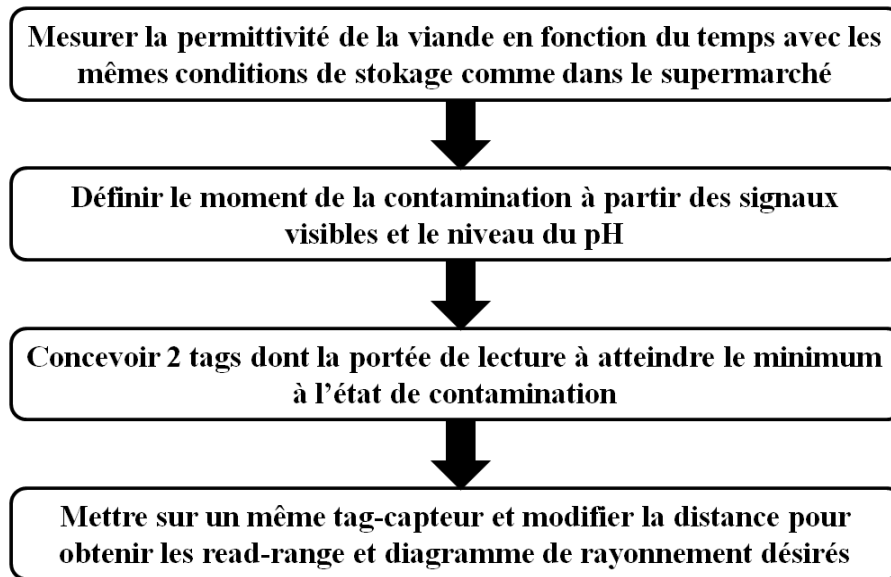 Mesurer la permittivité de la viande en fonction du temps avec les
mêmes conditions de stokage comme dans le supermarché
Définir le moment de la contamination à partir des signaux
visibles et le niveau du pH
Concevoir 2 tags dont la portée de lecture à atteindre le minimum
à l'état de contamination
Mettre sur un même tag-capteur et modifier la distance pour
obtenir les read-range et diagramme de rayonnement désirés